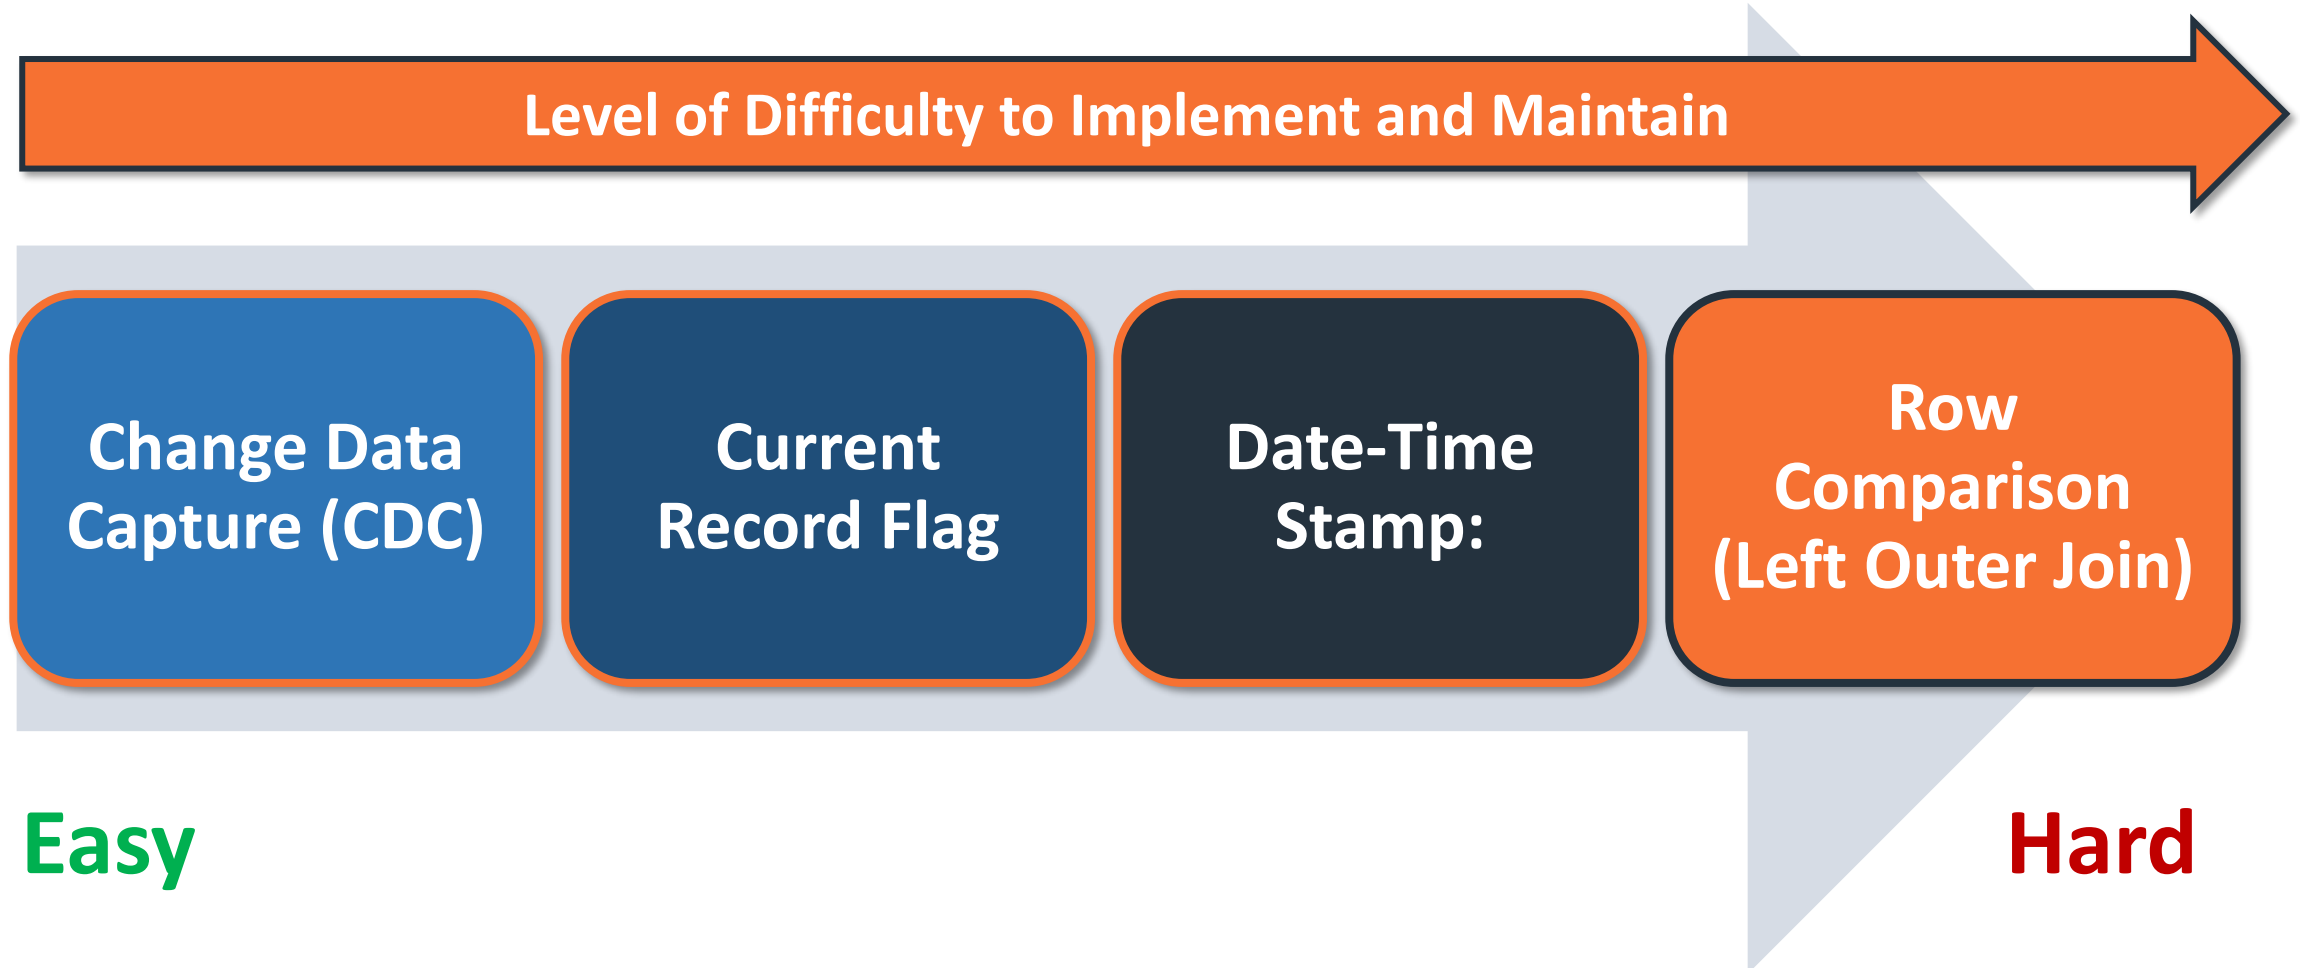 Level of Difficulty to Implement and Maintain
Change Data
Capture (CDC)
Current
Record Flag
Date-Time
Stamp:
Row
Comparison
(Left Outer Join)
Easy
Hard